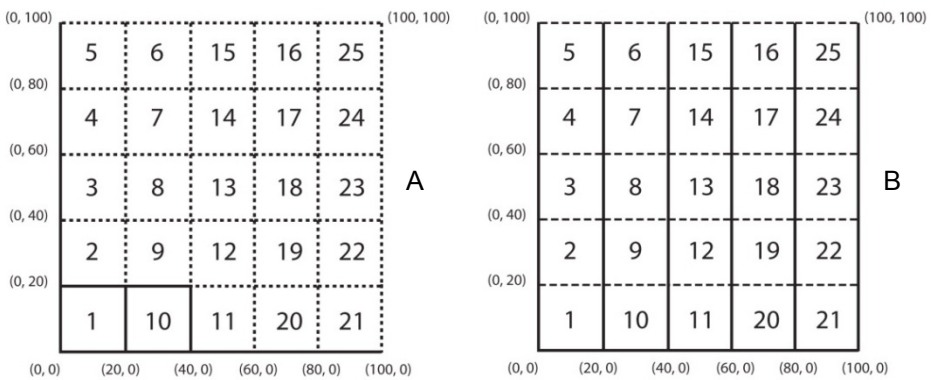 (0, 100) (100, 100)
5 6 15 16 25
(0, 80)
4 7 14 17 24
(0, 60)
3 8 13 18 23 A
(0, 40)
2 9 12 19 22
(0, 20)
1 10 11 20 21
(0, 0) (20, 0) (40, 0) (60, 0) (80, 0) (100, 0)
(0, 100) (100, 100)
5 6 15 16 25
(0, 80)
4 7 14 17 24
(0, 60)
3 8 13 18 23 B
(0, 40)
2 9 12 19 22
(0, 20)
1 10 11 20 21
(0, 0) (20, 0) (40, 0) (60, 0) (80, 0) (100, 0)